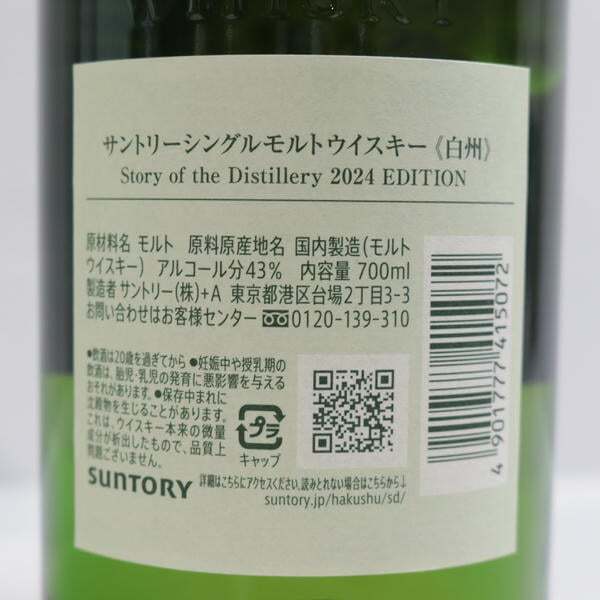 WHISKY
サントリーシングルモルトウイスキー《白州》
Story of the Distillery 2024 EDITION
原材料名 モルト 原料原産地名 国内製造(モルト
ウイスキー) アルコール分43% 内容量 700ml
製造者 サントリー(株)+A 東京都港区台場2丁目3-3
お問い合わせはお客様センター 0120-139-310
●飲酒は20歳を過ぎてから ●妊娠中や授乳期の
飲酒は、胎児・乳児の発育に悪影響を与える
おそれがあります。●保存中まれに
沈殿物を生じることがあります。
これは、ウイスキー本来の微量
成分が析出したもので、品質上
問題ございません。
プラ
キャップ
SUNTORY
詳細はこちらにアクセスください。読みとれない場合はこちらから↓
suntory.jp/hakushu/sd/
4 901777 415072